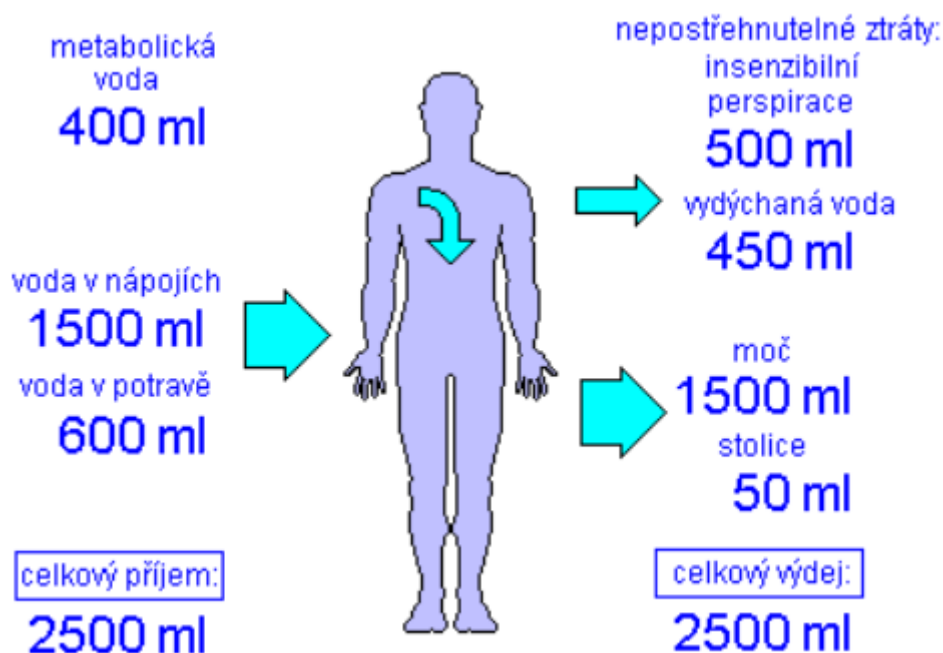 metabolická
voda
400 ml
voda v nápojích
1500 ml
voda v potravě
600 ml
celkový příjem:
2500 ml
nepostřehnutelné ztráty:
insenzibilní
perspirace
500 ml
vydýchaná voda
450 ml
moč
1500 ml
stolice
50 ml
celkový výdej:
2500 ml